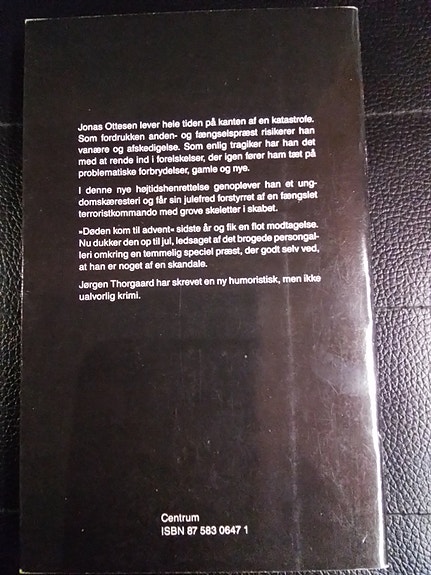 Jonas Ottesen lever hele tiden på kanten af en katastrofe.
Som fordrukken anden- og fængselspræst risikerer han
vanære og afskedigelse. Som enlig tragiker har han det
med at rende ind i forelskelser, der igen fører ham tæt på
problematiske forbrydelser, gamle og nye.
I denne nye højtidshenrettelse genoplever han et ung-
domskæresteri og får sin julefred forstyrret af en fængslet
terroristkommando med grove skeletter i skabet.
»Døden kom til advent« sidste år og fik en flot modtagelse.
Nu dukker den op til jul, ledsaget af det brogede persongal-
leri omkring en temmelig speciel præst, der godt selv ved,
at han er noget af en skandale.
Jørgen Thorgaard har skrevet en ny humoristisk, men ikke
ualvorlig krimi.
Centrum
ISBN 87 583 0647 1